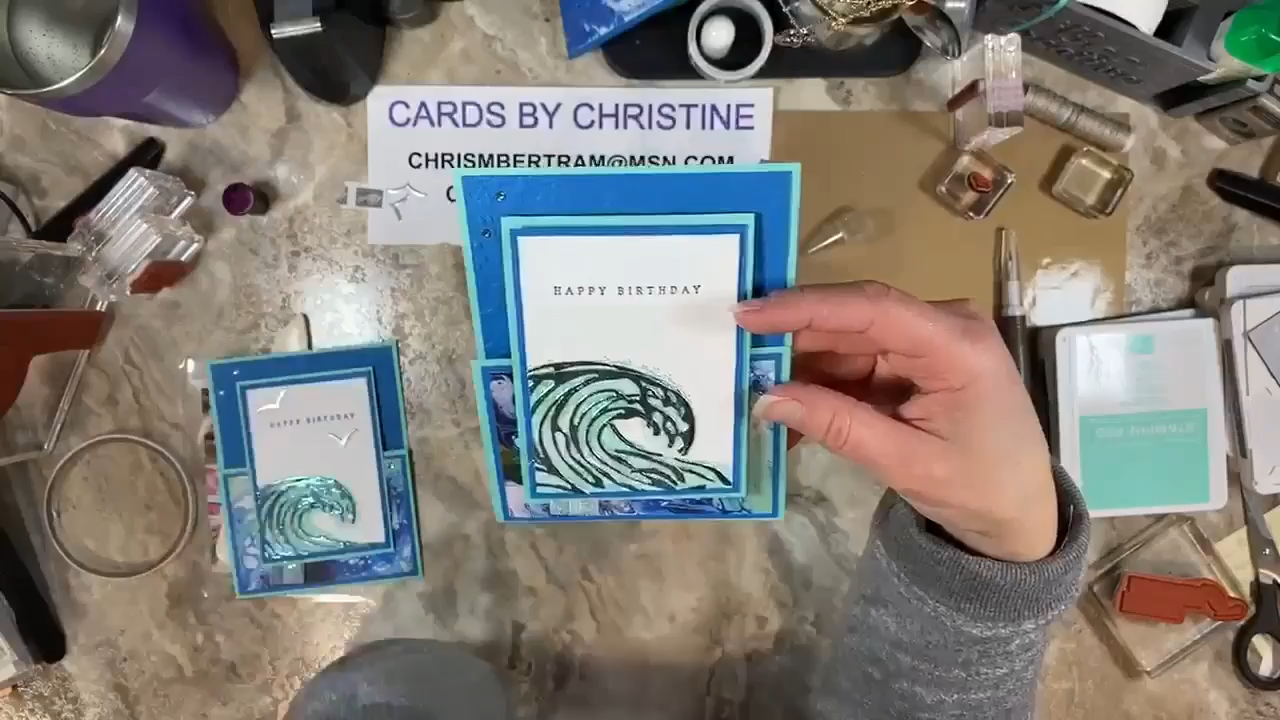 CARDS BY CHRISTINE
CHRISMBERTRAM@MSN.COM
C
HAPPY BIRTHDAY
HAPPY BIRTHDAY